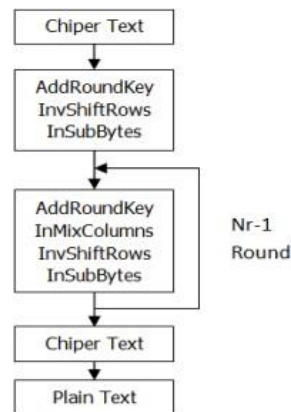 Chiper Text
AddRoundKey
InvShiftRows
InSubBytes
AddRoundKey
InMixColumns
InvShiftRows
InSubBytes
Nr-1
Round
Chiper Text
Plain Text